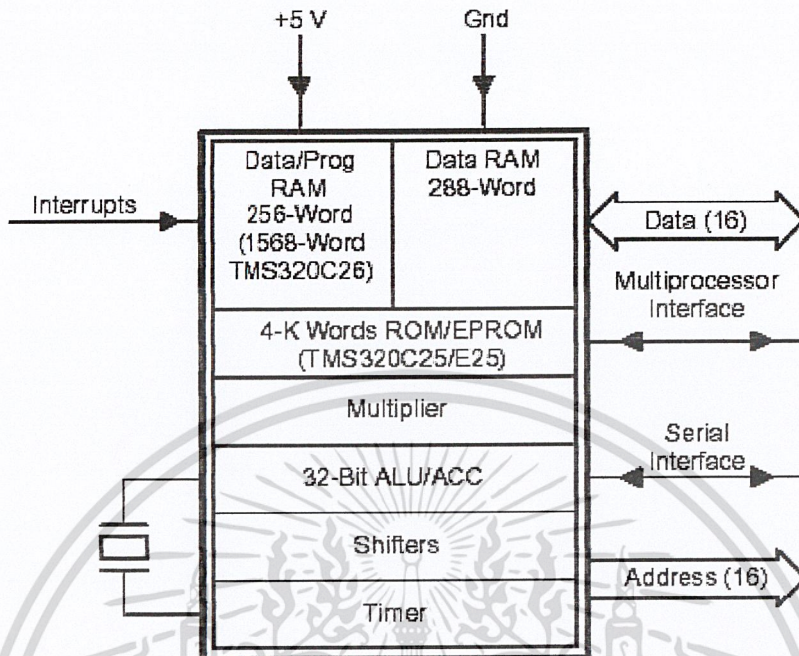 +5 V
Gnd
Interrupts
Data/Prog
RAM
256-Word
(1568-Word
TMS320C26)
Data RAM
288-Word
Data (16)
Multiprocessor
Interface
4-K Words ROM/EPROM
(TMS320C25/E25)
Multiplier
Serial
Interface
32-Bit ALU/ACC
Shifters
Address (16)
Timer